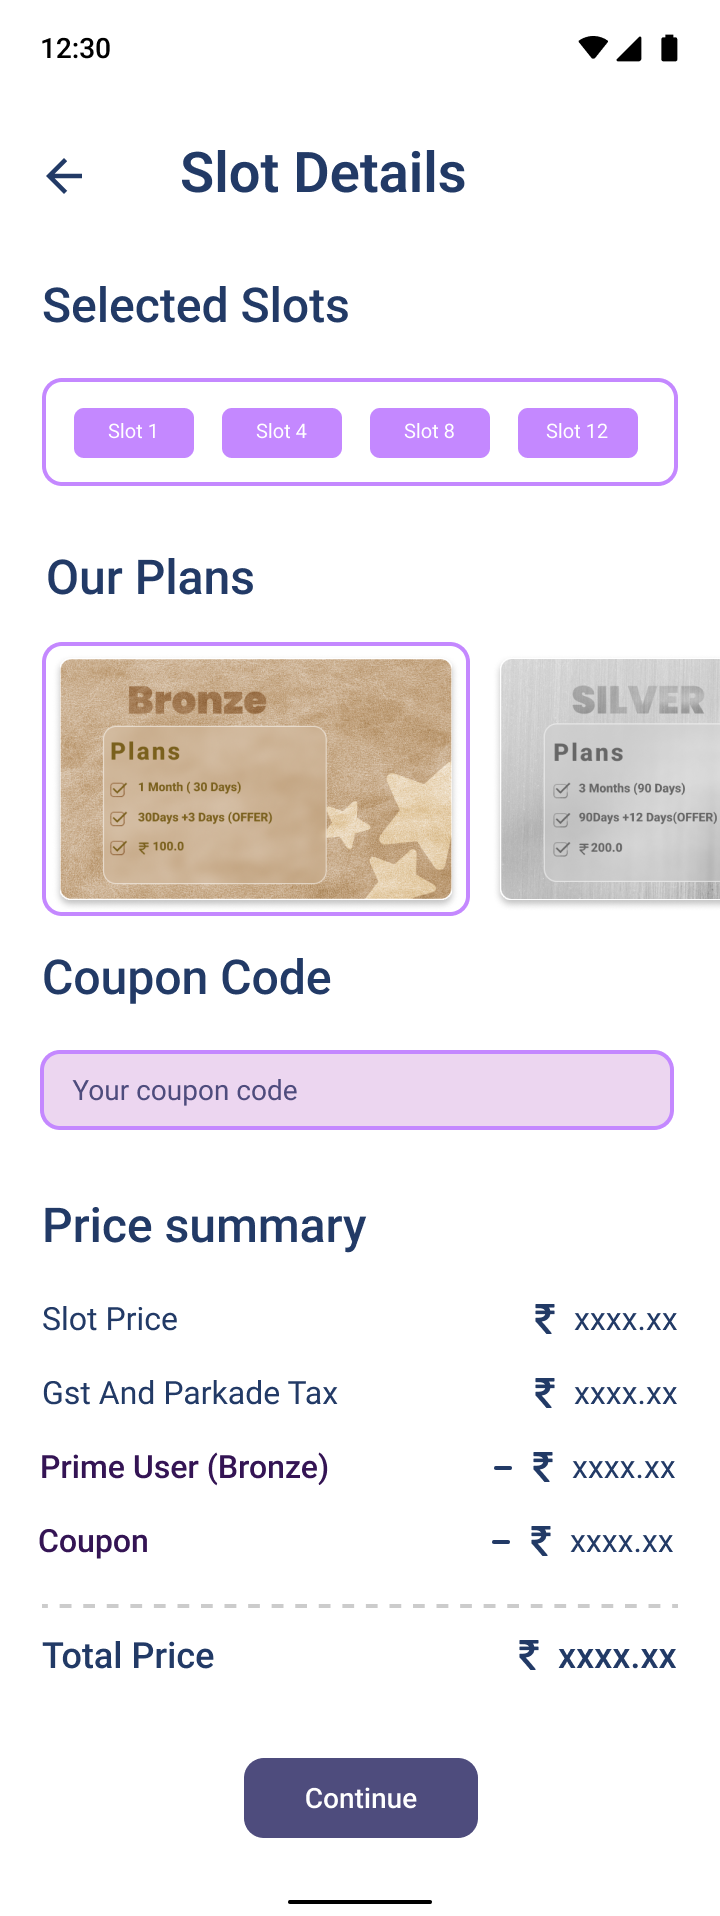 12:30
Slot Details
Selected Slots
Slot 1 Slot 4 Slot 8 Slot 12
Our Plans
Bronze
Plans
1 Month ( 30 Days)
30Days +3 Days (OFFER)
₹ 100.0
SILVER
Plans
3 Months (90 Days)
90Days +12 Days(OFFER)
₹ 200.0
Coupon Code
Your coupon code
Price summary
Slot Price ₹ xxxx.xx
Gst And Parkade Tax ₹ xxxx.xx
Prime User (Bronze) – ₹ xxxx.xx
Coupon – ₹ xxxx.xx
Total Price ₹ xxxx.xx
Continue